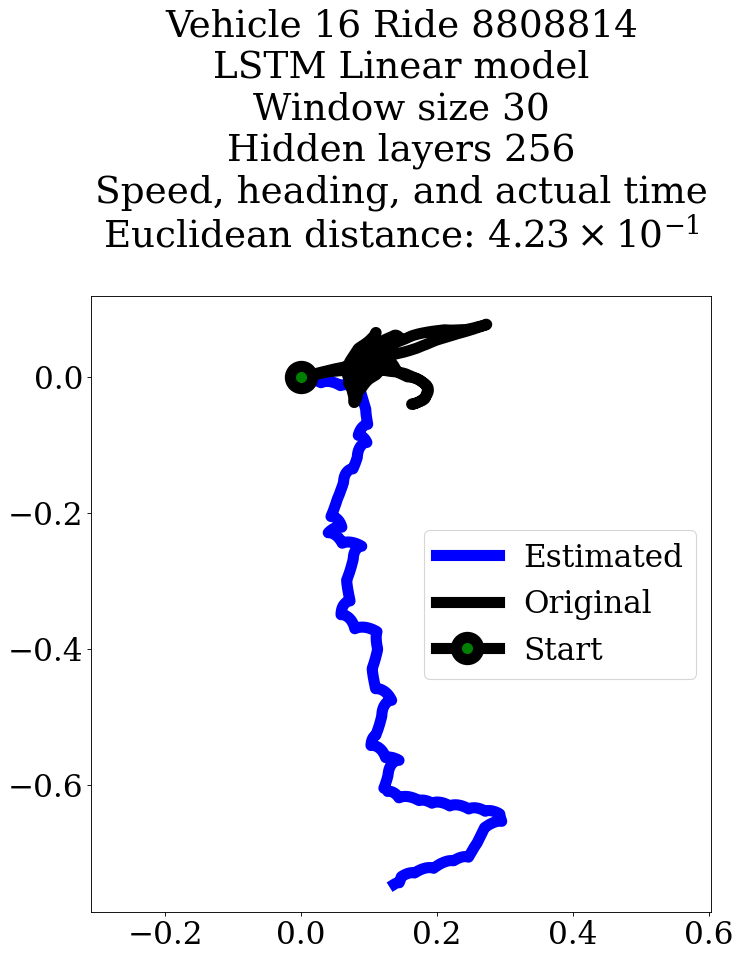 Vehicle 16 Ride 8808814
LSTM Linear model
Window size 30
Hidden layers 256
Speed, heading, and actual time
Euclidean distance: 4.23 × 10⁻¹
0.0
−0.2
−0.4
−0.6
Estimated
Original
Start
−0.2 0.0 0.2 0.4 0.6